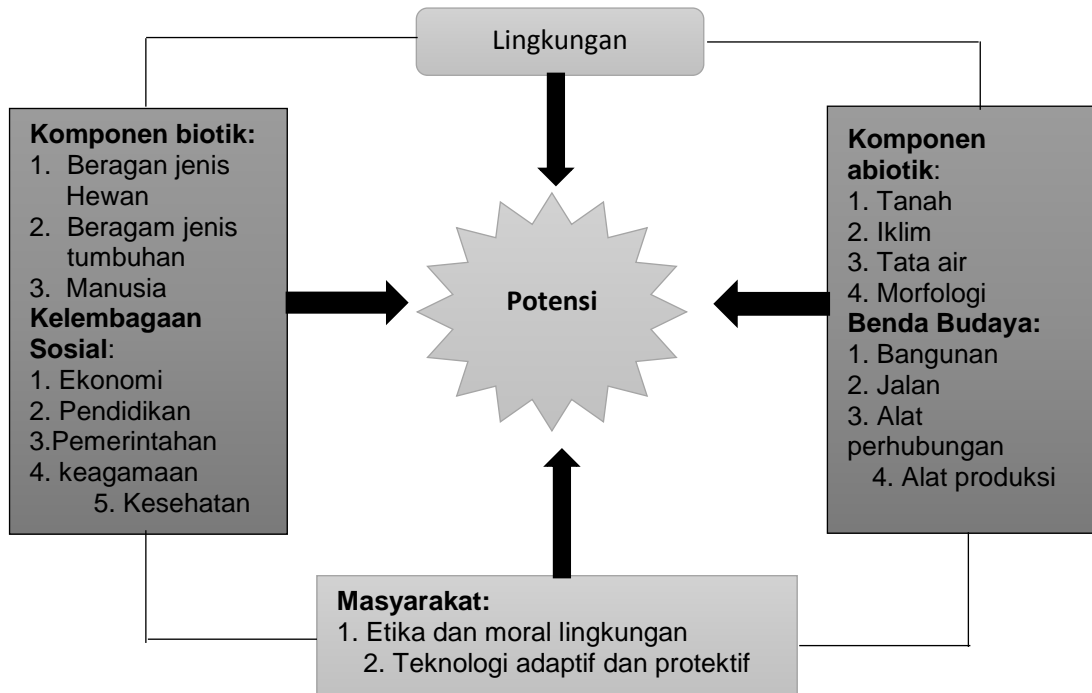 Lingkungan
Komponen biotik:
1. Beragan jenis
Hewan
2. Beragam jenis
tumbuhan
3. Manusia
Kelembagaan
Sosial:
1. Ekonomi
2. Pendidikan
3.Pemerintahan
4. keagamaan
5. Kesehatan
Potensi
Komponen
abiotik:
1. Tanah
2. Iklim
3. Tata air
4. Morfologi
Benda Budaya:
1. Bangunan
2. Jalan
3. Alat
perhubungan
4. Alat produksi
Masyarakat:
1. Etika dan moral lingkungan
2. Teknologi adaptif dan protektif